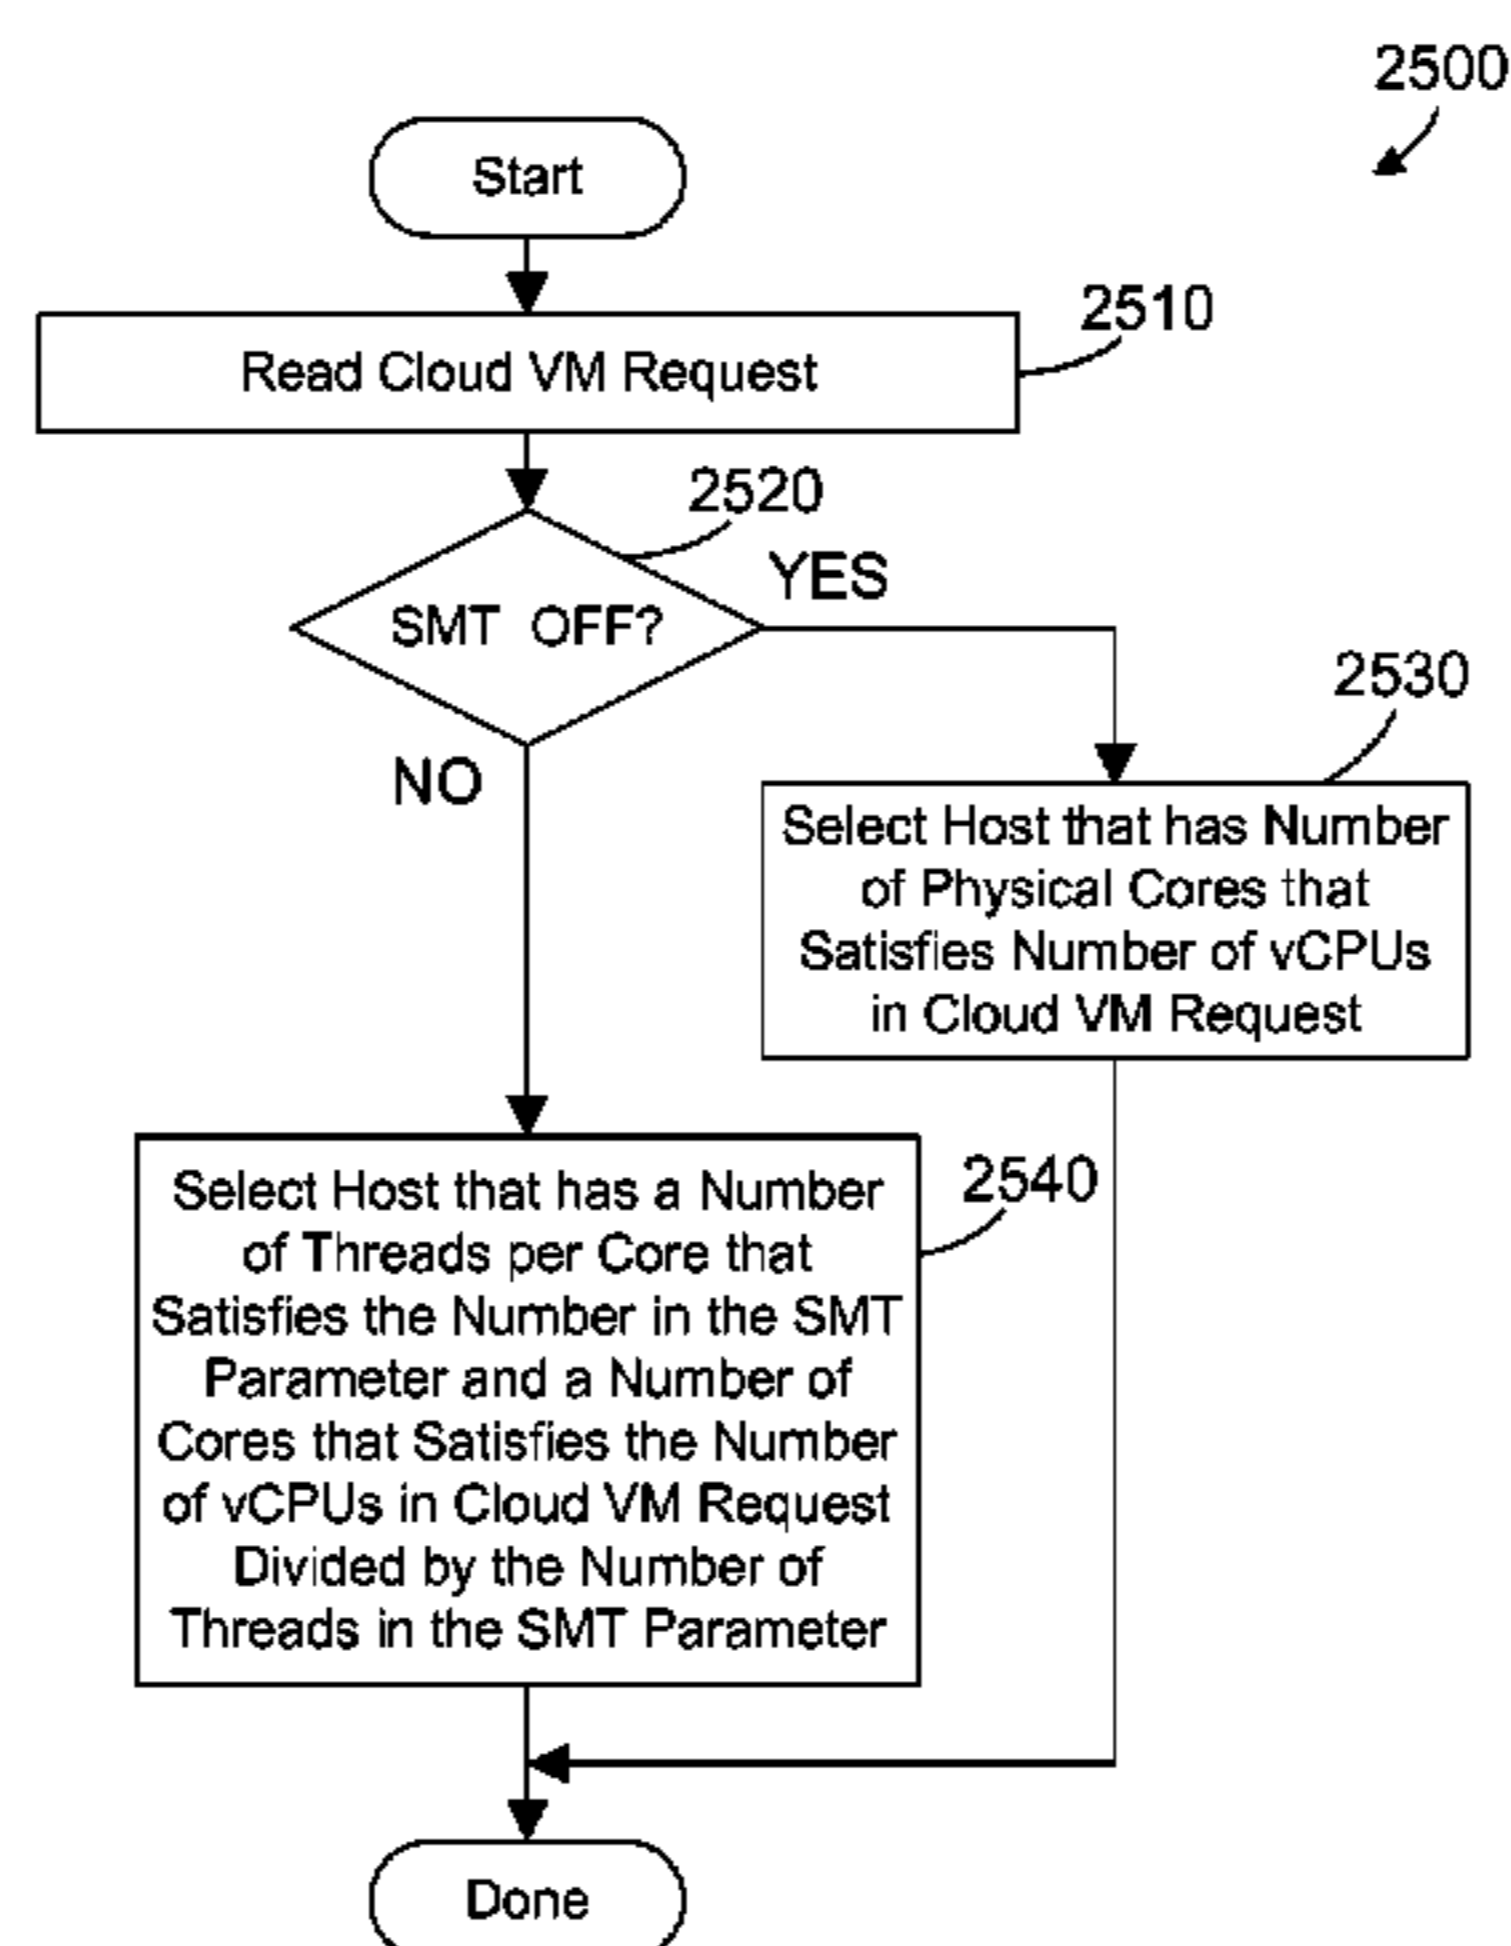 2500
Start
2510
Read Cloud VM Request
2520
YES
SMT OFF?
NO
2530
Select Host that has Number
of Physical Cores that
Satisfies Number of vCPUs
in Cloud VM Request
2540
Select Host that has a Number
of Threads per Core that
Satisfies the Number in the SMT
Parameter and a Number of
Cores that Satisfies the Number
of vCPUs in Cloud VM Request
Divided by the Number of
Threads in the SMT Parameter
Done